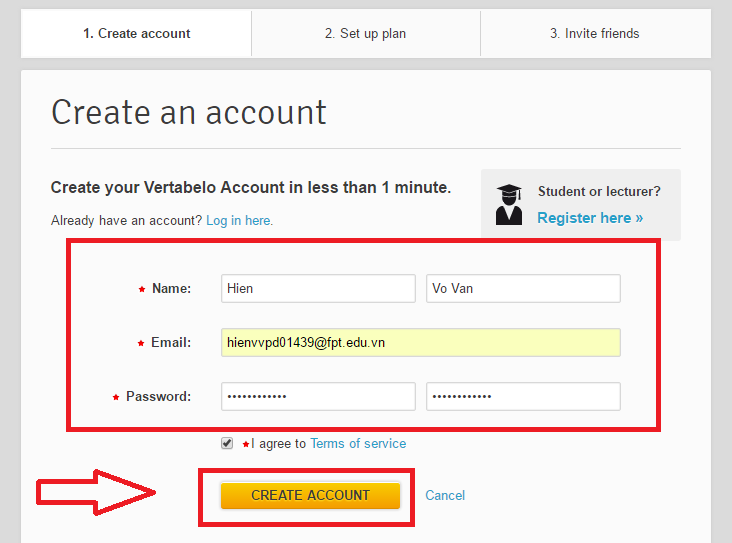 1. Create account 2. Set up plan 3. Invite friends
Create an account
Create your Vertabelo Account in less than 1 minute.
Already have an account? Log in here.
Student or lecturer?
Register here »
* Name: Hien Vo Van
* Email: hienvvpd01439@fpt.edu.vn
* Password: •••••••••••• ••••••••••••
*I agree to Terms of service
CREATE ACCOUNT Cancel